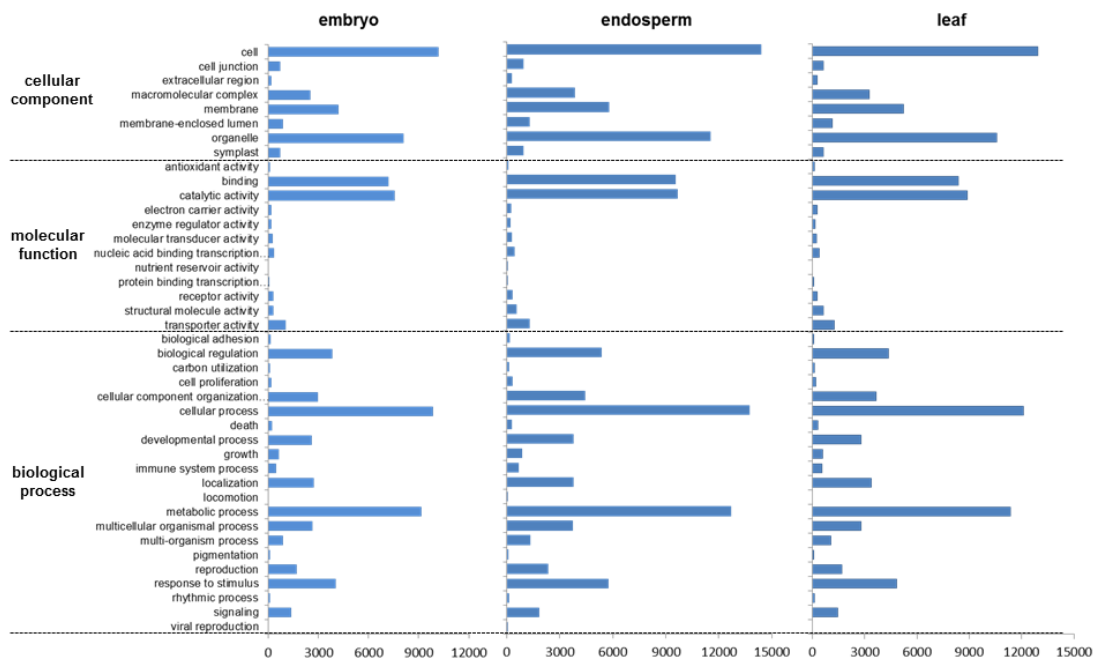 embryo endosperm leaf
cellular
component
cell
cell junction
extracellular region
macromolecular complex
membrane
membrane-enclosed lumen
organelle
symplast
molecular
function
antioxidant activity
binding
catalytic activity
electron carrier activity
enzyme regulator activity
molecular transducer activity
nucleic acid binding transcription…
nutrient reservoir activity
protein binding transcription…
receptor activity
structural molecule activity
transporter activity
biological
process
biological adhesion
biological regulation
carbon utilization
cell proliferation
cellular component organization…
cellular process
death
developmental process
growth
immune system process
localization
locomotion
metabolic process
multicellular organismal process
multi-organism process
pigmentation
reproduction
response to stimulus
rhythmic process
signaling
viral reproduction
0 3000 6000 9000 12000 0 3000 6000 9000 12000 15000 0 3000 6000 9000 12000 15000